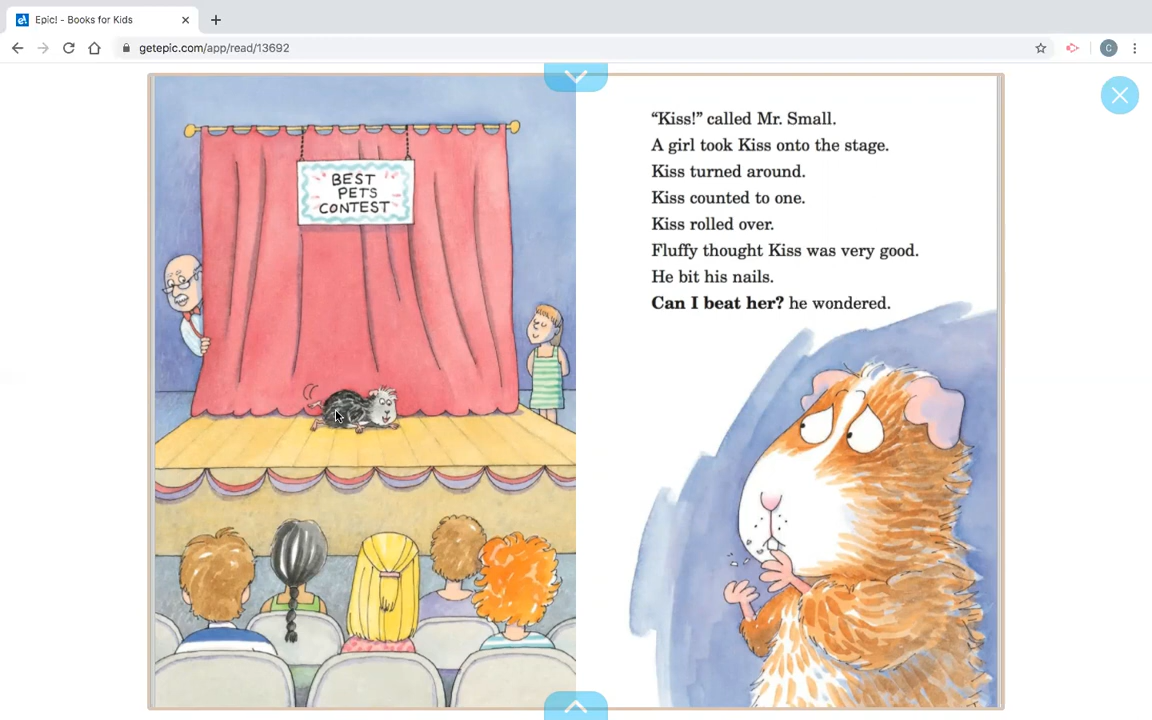 Epic! - Books for Kids
getepic.com/app/read/13692
C
BEST
PETS
CONTEST
“Kiss!” called Mr. Small.
A girl took Kiss onto the stage.
Kiss turned around.
Kiss counted to one.
Kiss rolled over.
Fluffy thought Kiss was very good.
He bit his nails.
Can I beat her? he wondered.